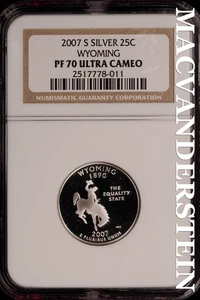 2007 S SILVER 25C
WYOMING
PF 70 ULTRA CAMEO
2517778-011
NUMISMATIC GUARANTY CORPORATION
WYOMING
1890
THE
EQUALITY
STATE
2007
E PLURIBUS UNUM
MACVANDERSTEIN